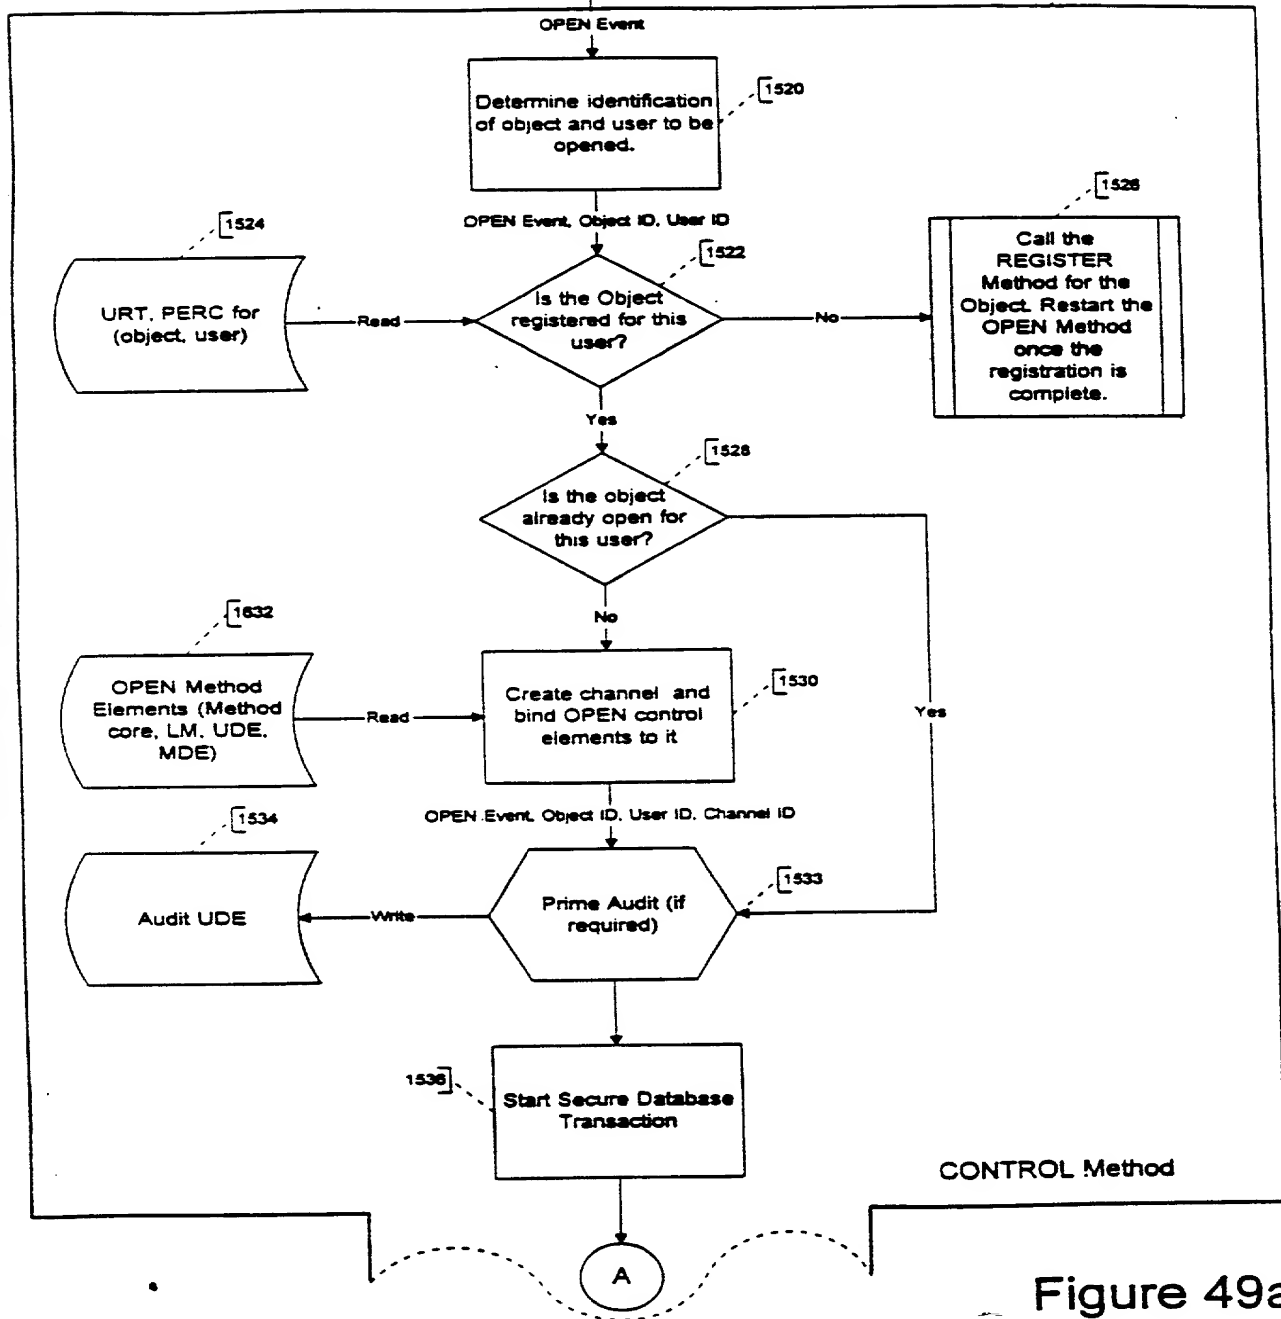 OPEN Event
Determine identification
of object and user to be
opened.
1520
OPEN Event, Object ID, User ID
1524
URT, PERC for
(object, user)
Read
1522
Is the Object
registered for this
user?
No
1526
Call the
REGISTER
Method for the
Object. Restart the
OPEN Method
once the
registration is
complete.
Yes
1528
Is the object
already open for
this user?
No
Yes
1632
OPEN Method
Elements (Method
core, LM, UDE,
MDE)
Read
1530
Create channel and
bind OPEN control
elements to it
OPEN Event, Object ID, User ID, Channel ID
1534
Audit UDE
Write
1533
Prime Audit (if
required)
1536
Start Secure Database
Transaction
CONTROL Method
A
Figure 49a